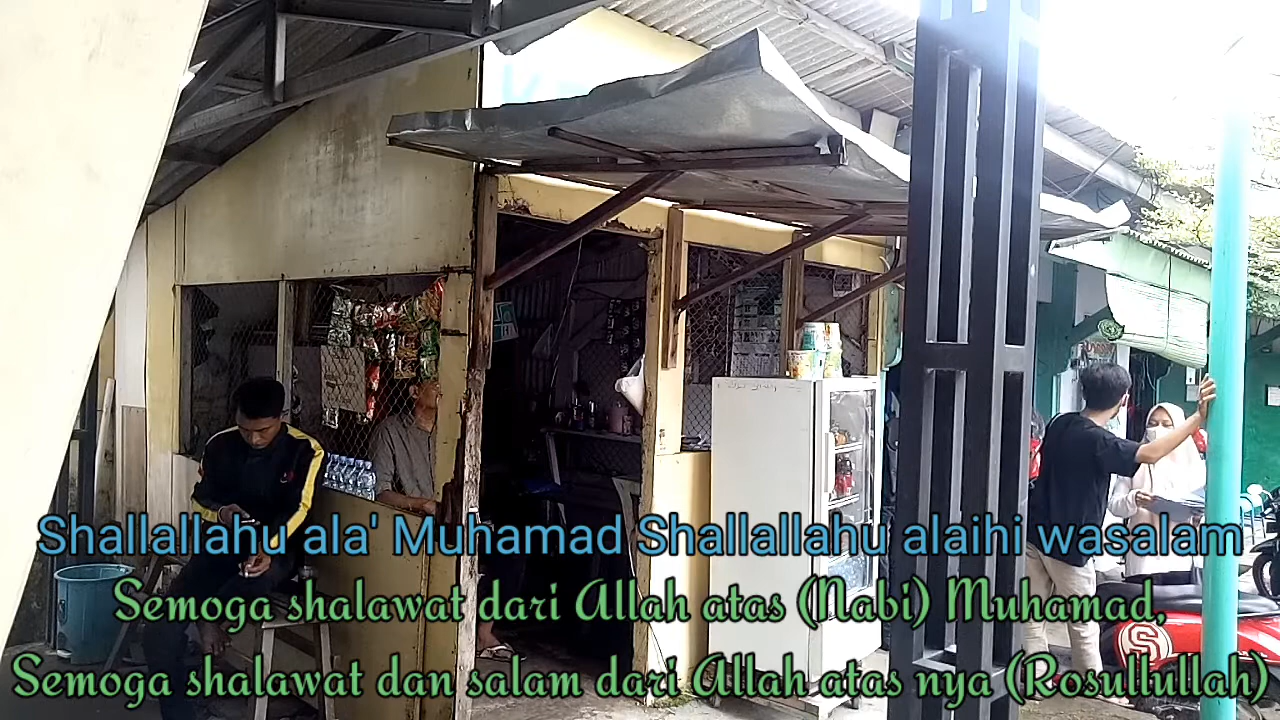 Shallallahu ala' Muhamad Shallallahu alaihi wasalam
Semoga shalawat dari Allah atas (Nabi) Muhamad,
Semoga shalawat dan salam dari Allah atas nya (Rosullullah)